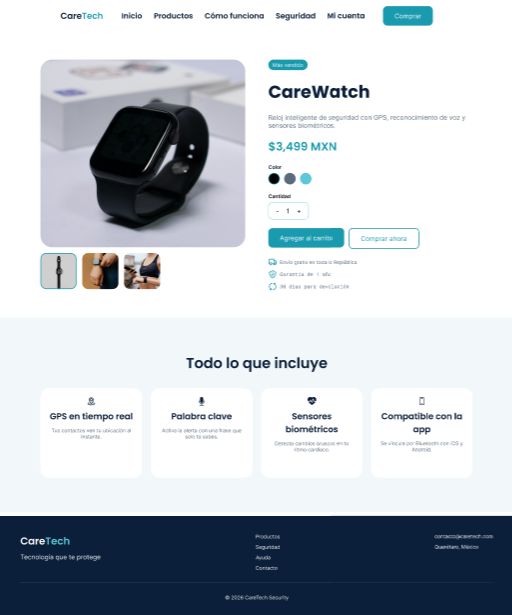 CareTech
Inicio Productos Cómo funciona Seguridad Mi cuenta Comprar
Más vendido
CareWatch
Reloj inteligente de seguridad con GPS, reconocimiento de voz y
sensores biométricos.
$3,499 MXN
Color
Cantidad
- 1 +
Agregar al carrito Comprar ahora
Envío gratis en toda la República
Garantía de 1 año
30 días para devolución
Todo lo que incluye
GPS en tiempo real
Tus contactos ven tu ubicación al
instante.
Palabra clave
Activa la alerta con una frase que
solo tú sabes.
Sensores
biométricos
Detecta cambios bruscos en tu
ritmo cardíaco.
Compatible con la
app
Se vincula por Bluetooth con iOS y
Android.
CareTech
Tecnología que te protege
Productos
Seguridad
Ayuda
Contacto
contacto@caretech.com
Querétaro, México
© 2026 CareTech Security